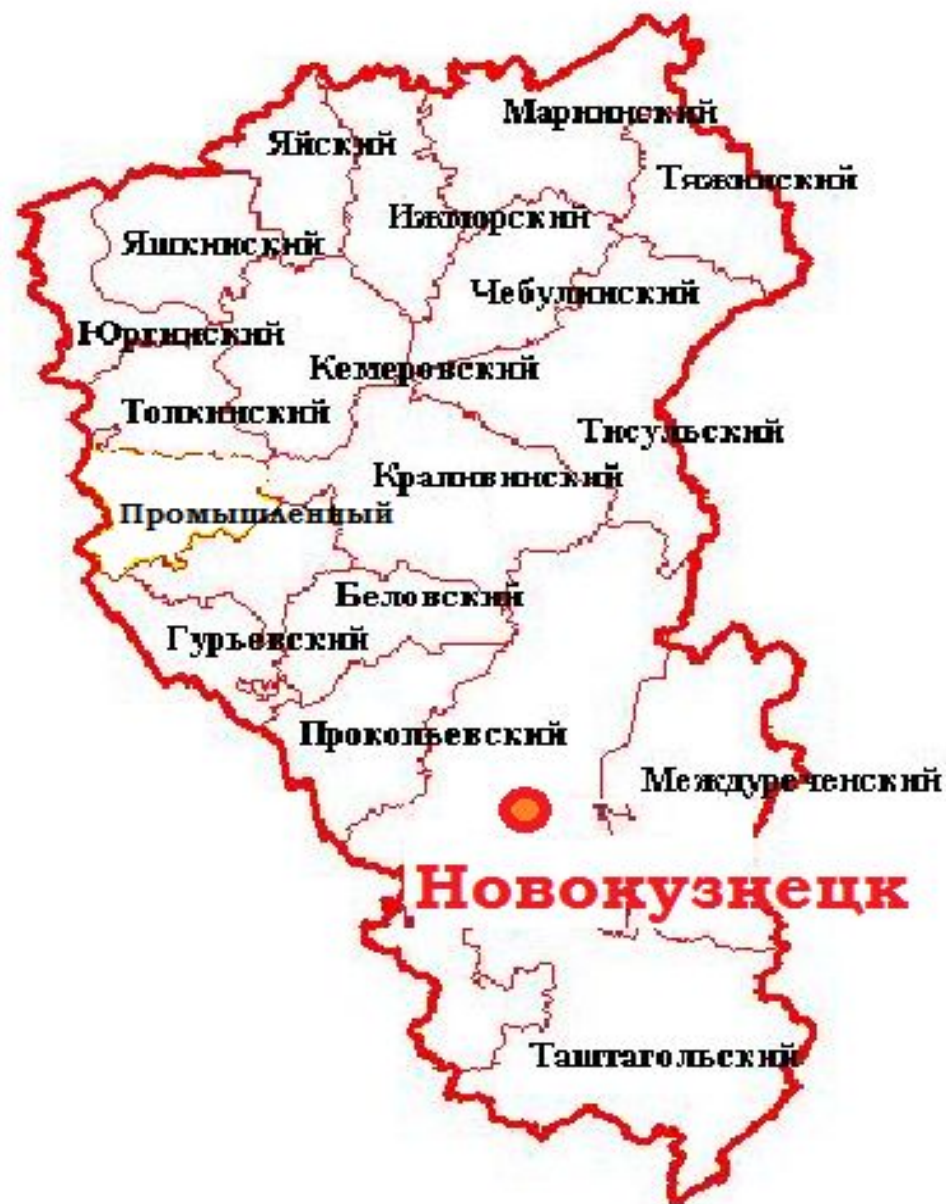 Мариинский
Яйский
Тяжинский
Ижморский
Яшкинский
Чебулинский
Юргинский
Кемеровский
Топкинский
Тисульский
Крапивинский
Промышленный
Беловский
Гурьевский
Прокопьевский
Междуреченский
Новокузнецк
Таштагольский